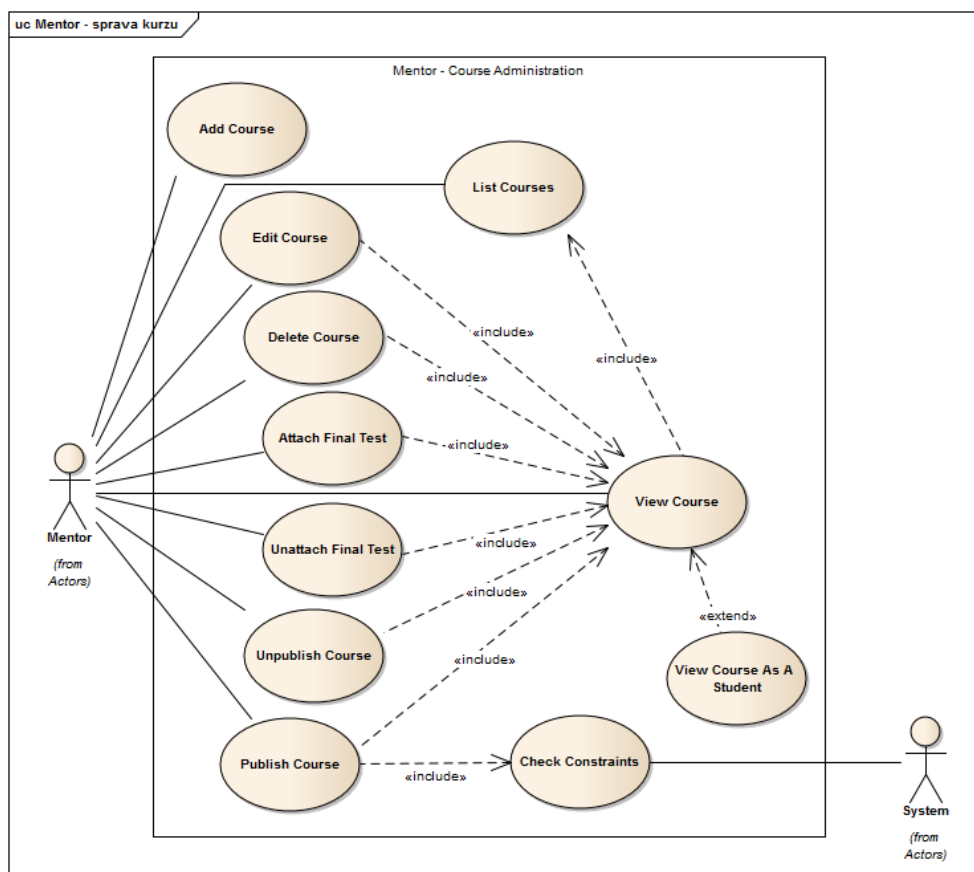 uc Mentor - sprava kurzu
Mentor - Course Administration
Add Course
List Courses
Edit Course
«include»
Delete Course
«include»
«include»
Attach Final Test
«include»
View Course
Mentor
(from
Actors)
Unattach Final Test
«include»
«include»
«extend»
Unpublish Course
«include»
View Course As A
Student
Publish Course
«include»
Check Constraints
System
(from
Actors)